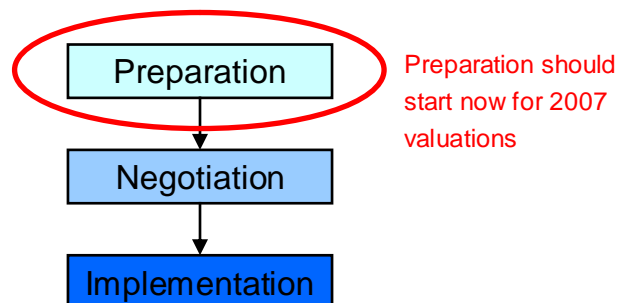 Preparation
Preparation should
start now for 2007
valuations
Negotiation
Implementation